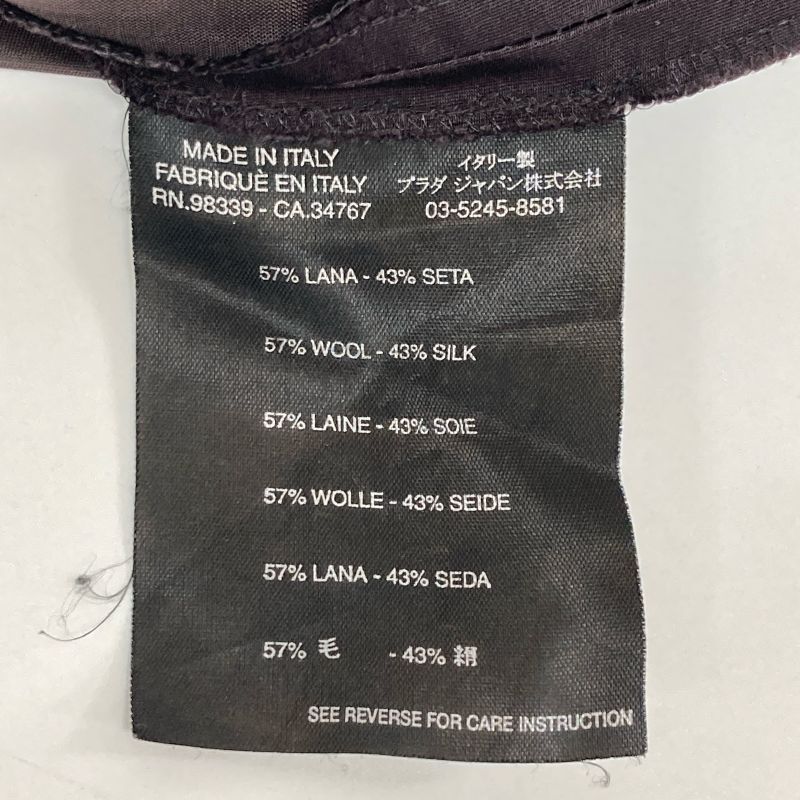 MADE IN ITALY
FABRIQUÈ EN ITALY
RN.98339 - CA.34767
イタリー製
プラダ ジャパン株式会社
03-5245-8581
57% LANA - 43% SETA
57% WOOL - 43% SILK
57% LAINE - 43% SOIE
57% WOLLE - 43% SEIDE
57% LANA - 43% SEDA
57% 毛 - 43% 絹
SEE REVERSE FOR CARE INSTRUCTION